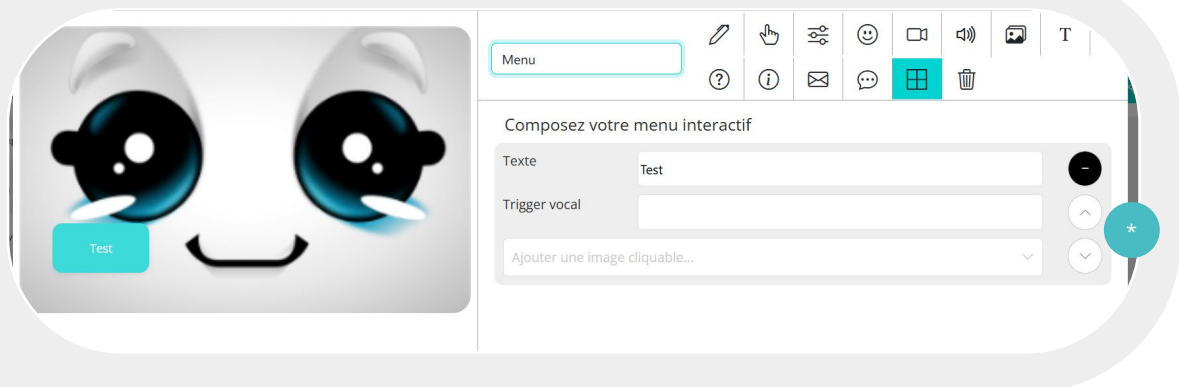 Menu
T
Composez votre menu interactif
Texte
Test
Trigger vocal
Ajouter une image cliquable...
Test
*